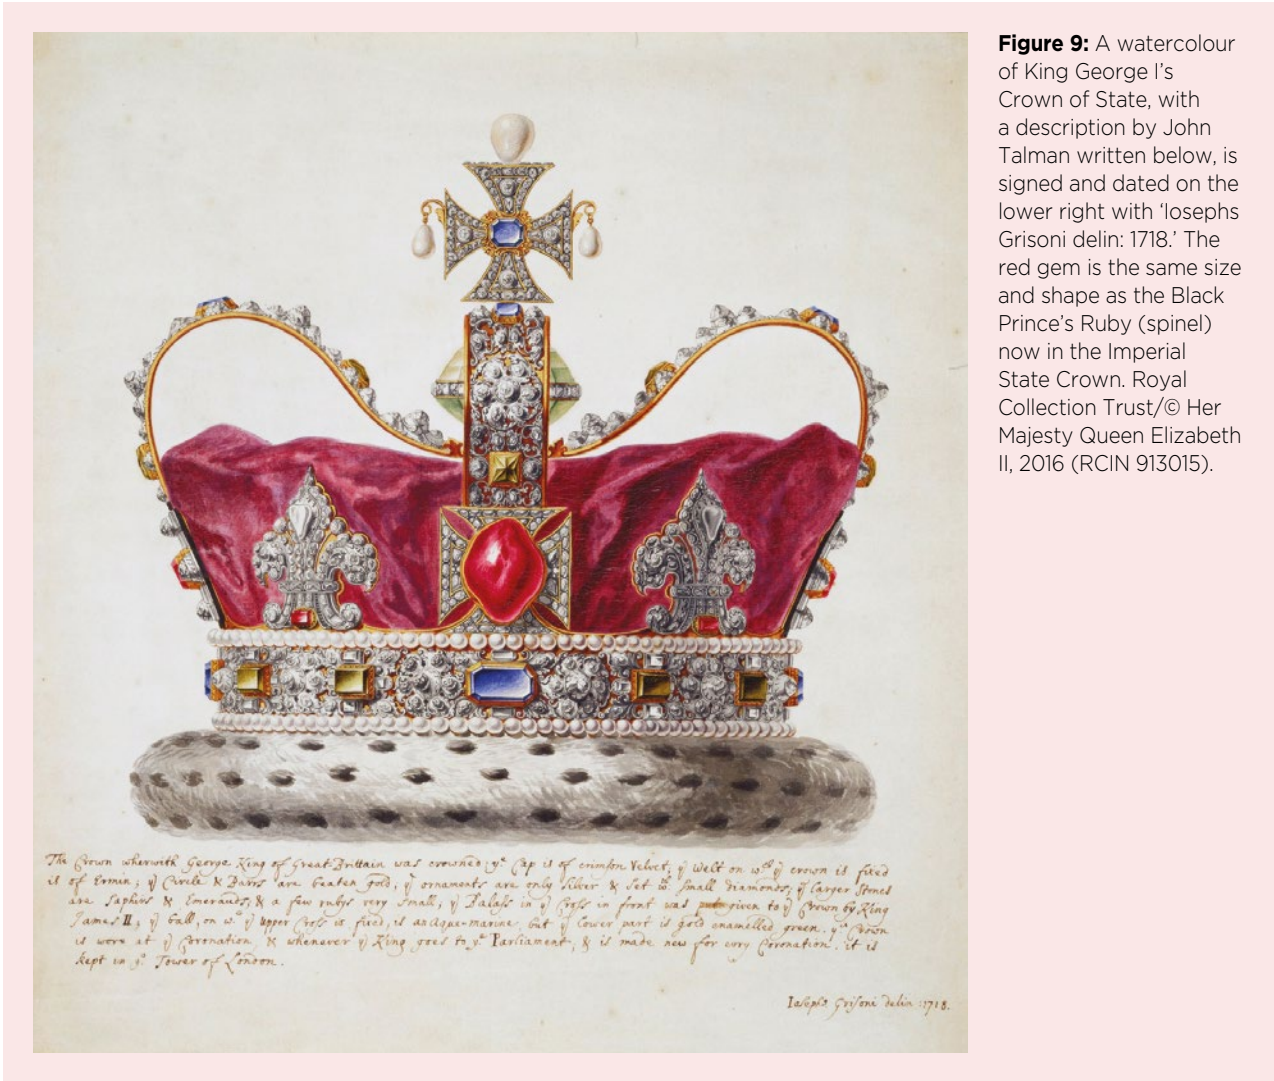 The Crown wherwith George King of Great Brittain was crowned; yᵉ Cap is of crimson Velvet; yᵉ Welt on wᶜʰ yᵉ crown is fixed
is of Ermin; yᵉ Circle & Barrs are beaten gold, yᵉ ornaments are only Silver & Set wᵗʰ small diamonds; yᵉ larger Stones
are Saphirs & Emerauds, & a few rubys very small; yᵉ Balass in yᵉ Cross in front was given to yᵉ Crown by King
James II, yᵉ ball, on wᶜʰ yᵉ upper Cross is fixed, is an Aque-marine, but yᵉ lower part is gold enamelled green. yˢ Crown
is worn at yᵉ Coronation, & whenever yᵉ King goes to yᵉ Parliament, & is made new for evry Coronation. it is
kept in yᵉ Tower of London.
Iosephs Grisoni delin: 1718.
Figure 9: A watercolour
of King George I’s
Crown of State, with
a description by John
Talman written below, is
signed and dated on the
lower right with ‘Iosephs
Grisoni delin: 1718.’ The
red gem is the same size
and shape as the Black
Prince’s Ruby (spinel)
now in the Imperial
State Crown. Royal
Collection Trust/© Her
Majesty Queen Elizabeth
II, 2016 (RCIN 913015).